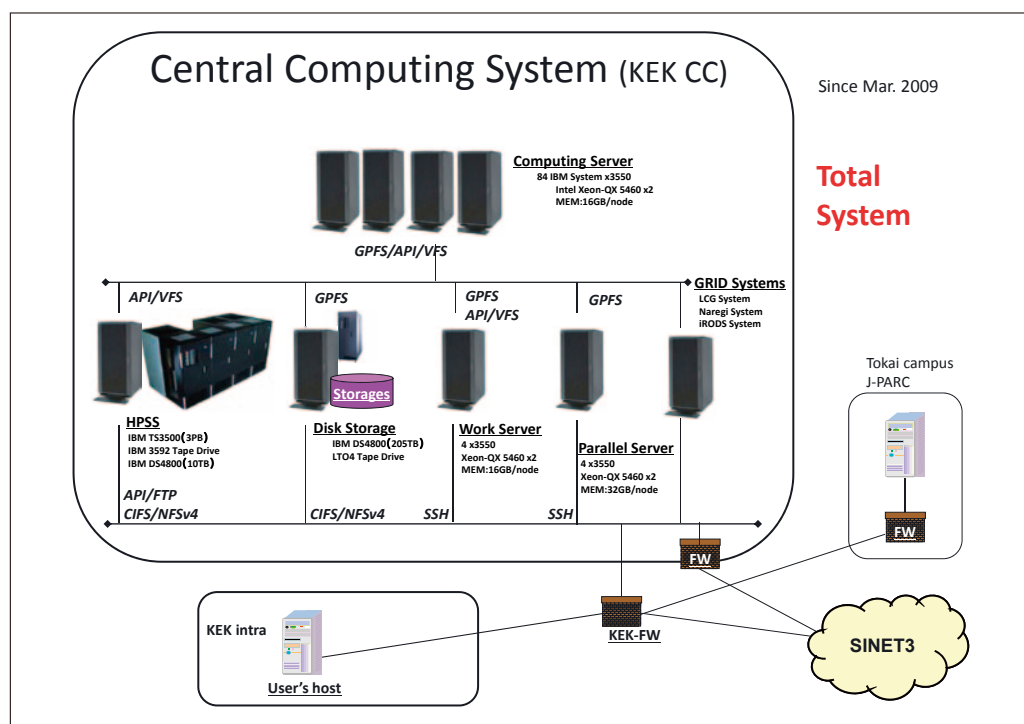 Central Computing System (KEK CC)
Since Mar. 2009
Total
System
Computing Server
84 IBM System x3550
Intel Xeon-QX 5460 x2
MEM:16GB/node
GPFS/API/VFS
API/VFS
GPFS
GPFS
API/VFS
GPFS
GRID Systems
LCG System
Naregi System
iRODS System
Storages
HPSS
IBM TS3500(3PB)
IBM 3592 Tape Drive
IBM DS4800(10TB)
Disk Storage
IBM DS4800(205TB)
LTO4 Tape Drive
Work Server
4 x3550
Xeon-QX 5460 x2
MEM:16GB/node
Parallel Server
4 x3550
Xeon-QX 5460 x2
MEM:32GB/node
API/FTP
CIFS/NFSv4
CIFS/NFSv4
SSH
SSH
Tokai campus
J-PARC
FW
FW
KEK-FW
SINET3
KEK intra
User's host